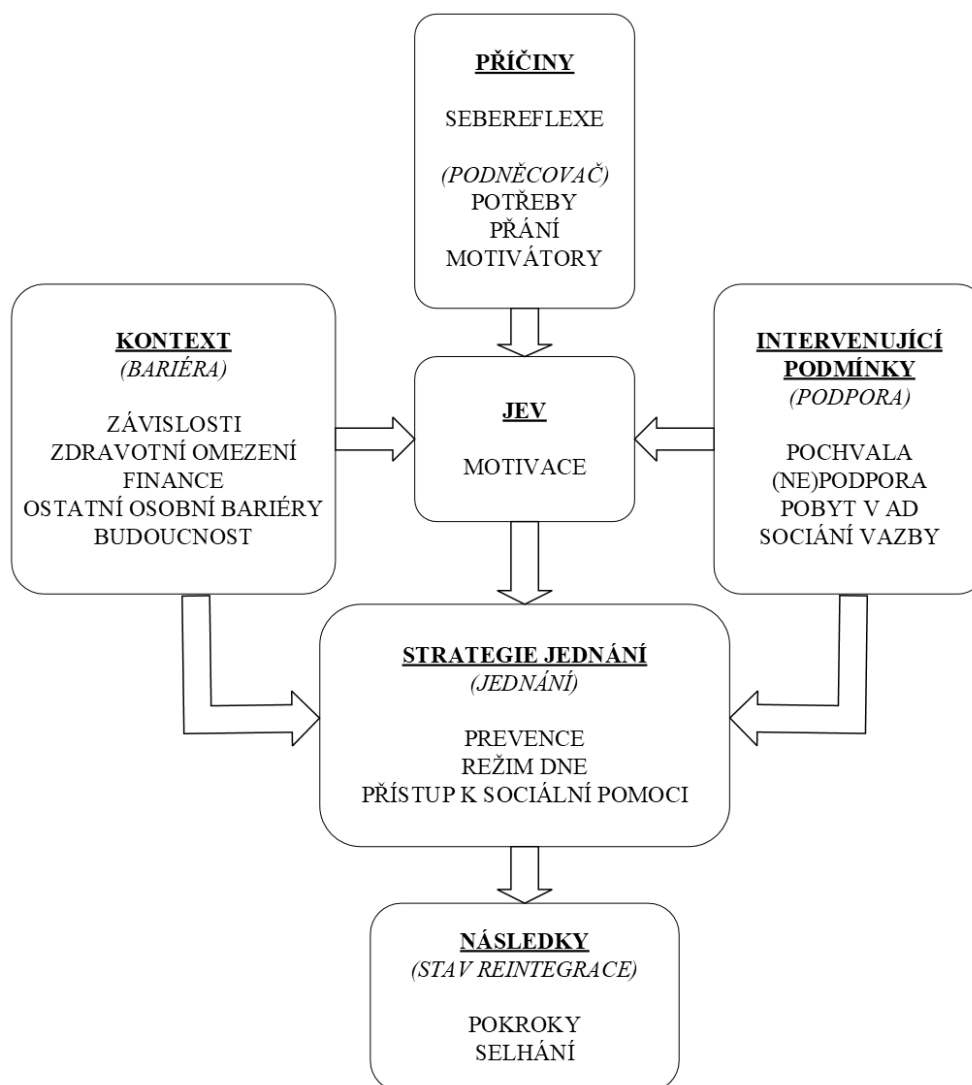 PŘÍČINY
SEBEREFLEXE
(PODNĚCOVAČ)
POTŘEBY
PŘÁNÍ
MOTIVÁTORY
KONTEXT
(BARIÉRA)
ZÁVISLOSTI
ZDRAVOTNÍ OMEZENÍ
FINANCE
OSTATNÍ OSOBNÍ BARIÉRY
BUDOUCNOST
JEV
MOTIVACE
INTERVENUJÍCÍ
PODMÍNKY
(PODPORA)
POCHVALA
(NE)PODPORA
POBYT V AD
SOCIÁNÍ VAZBY
STRATEGIE JEDNÁNÍ
(JEDNÁNÍ)
PREVENCE
REŽIM DNE
PŘÍSTUP K SOCIÁLNÍ POMOCI
NÁSLEDKY
(STAV REINTEGRACE)
POKROKY
SELHÁNÍ